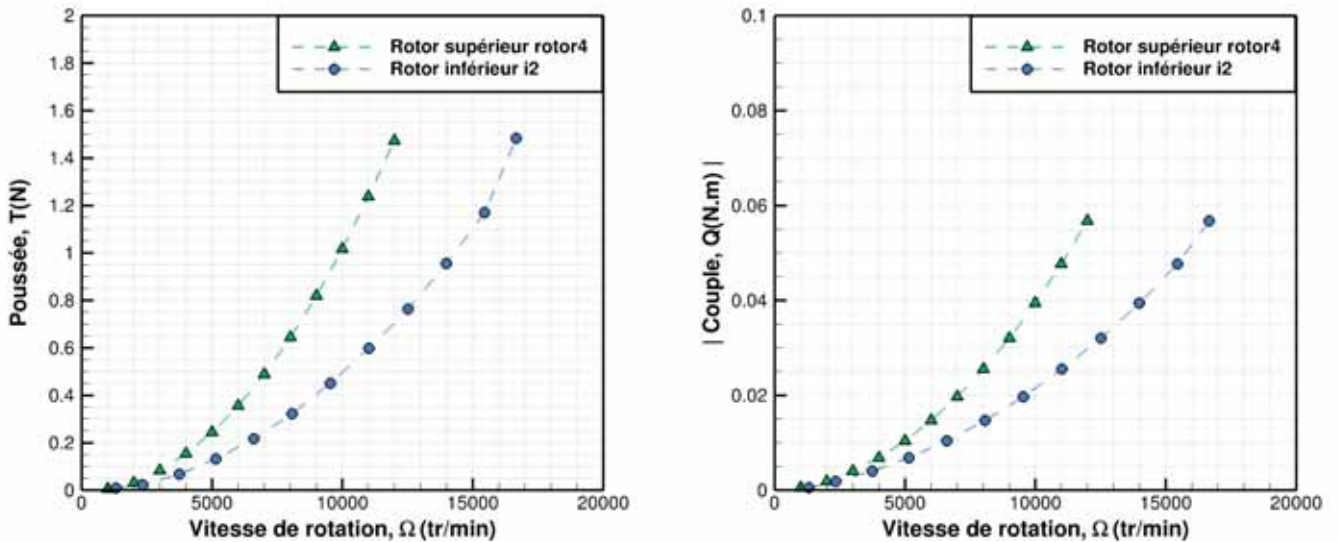 2
1.8
1.6
1.4
1.2
1
0.8
0.6
0.4
0.2
0
Poussée, T(N)
Rotor supérieur rotor4
Rotor inférieur i2
0 5000 10000 15000 20000
Vitesse de rotation, Ω (tr/min)
0.1
0.08
0.06
0.04
0.02
0
| Couple, Q(N.m) |
Rotor supérieur rotor4
Rotor inférieur i2
0 5000 10000 15000 20000
Vitesse de rotation, Ω (tr/min)